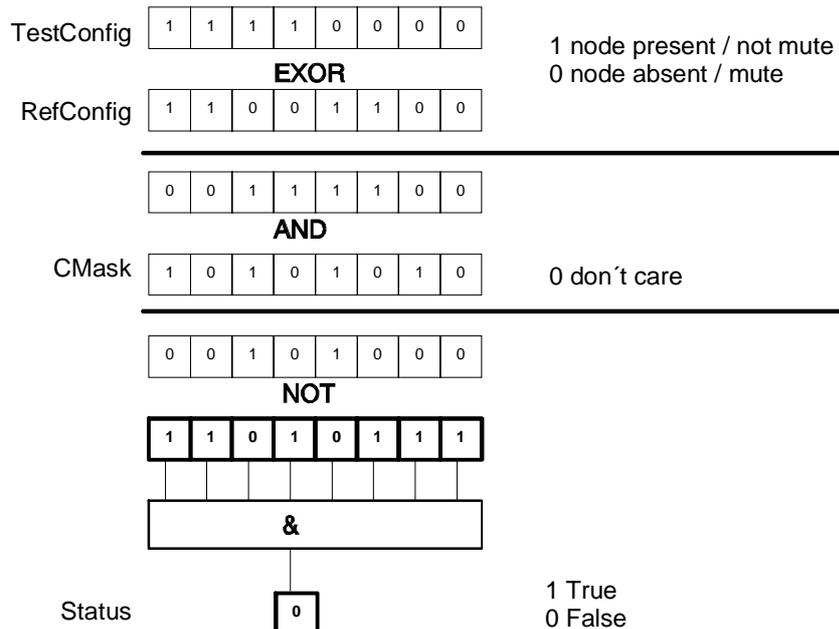 TestConfig 1 1 1 1 0 0 0 0
1 node present / not mute
EXOR
0 node absent / mute
RefConfig 1 1 0 0 1 1 0 0
0 0 1 1 1 1 0 0
AND
CMask 1 0 1 0 1 0 1 0
0 don´t care
0 0 1 0 1 0 0 0
NOT
1 1 0 1 0 1 1 1
&
1 True
Status 0
0 False